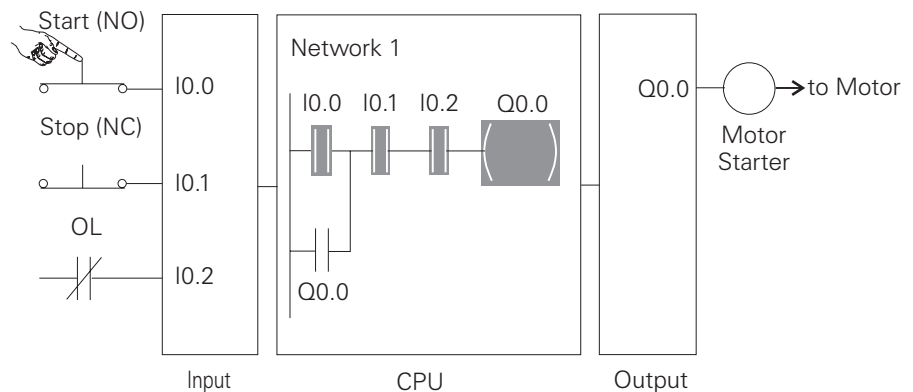 Start (NO)
I0.0
Stop (NC)
I0.1
OL
I0.2
Input
Network 1
I0.0 I0.1 I0.2 Q0.0
Q0.0
CPU
Q0.0
to Motor
Motor
Starter
Output